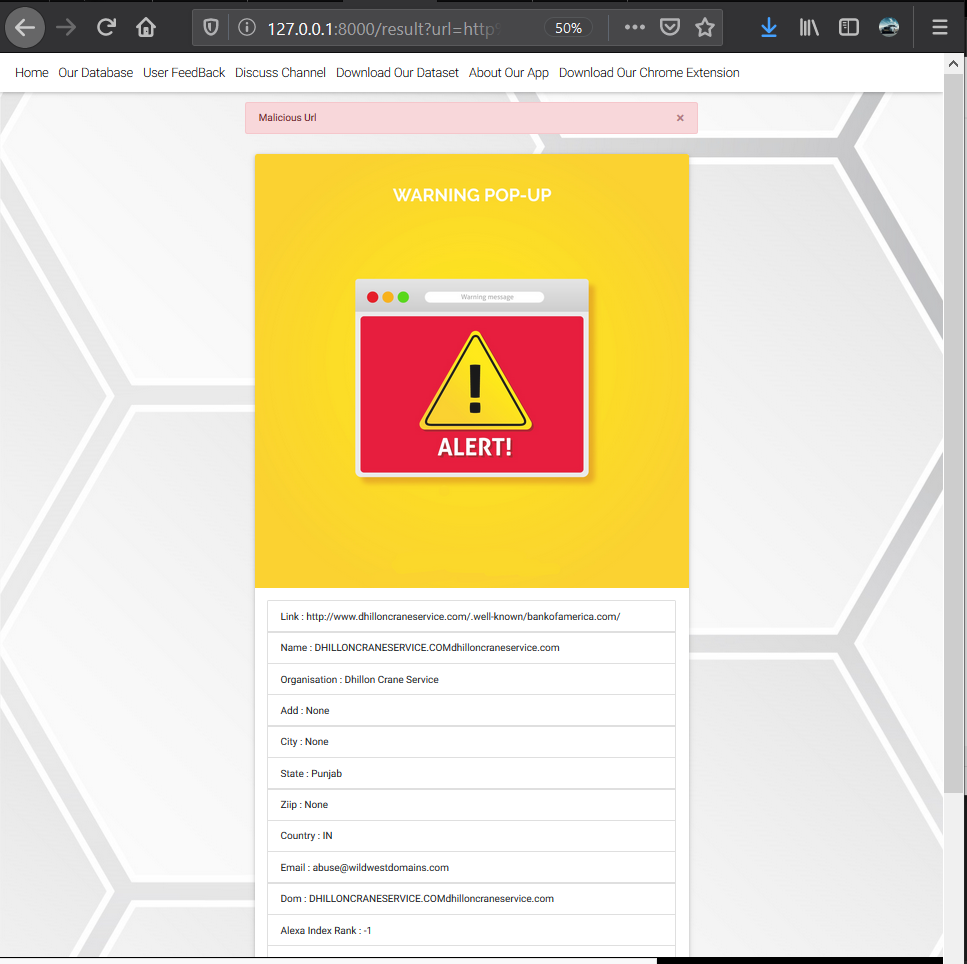 127.0.0.1:8000/result?url=http
50%
Home Our Database User FeedBack Discuss Channel Download Our Dataset About Our App Download Our Chrome Extension
Malicious Url ×
WARNING POP-UP
Warning message
!
ALERT!
Link : http://www.dhilloncraneservice.com/.well-known/bankofamerica.com/
Name : DHILLONCRANESERVICE.COMdhilloncraneservice.com
Organisation : Dhillon Crane Service
Add : None
City : None
State : Punjab
Ziip : None
Country : IN
Email : abuse@wildwestdomains.com
Dom : DHILLONCRANESERVICE.COMdhilloncraneservice.com
Alexa Index Rank : -1